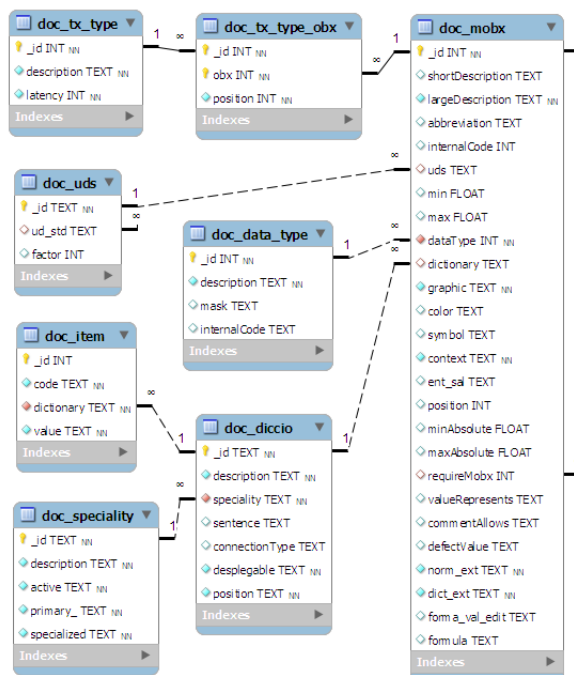 doc_tx_type
_id INT NN
description TEXT NN
latency INT NN
Indexes
1
∞
doc_tx_type_obx
_id INT NN
obx INT NN
position INT NN
Indexes
1
∞
doc_mobx
_id INT NN
shortDescription TEXT
largeDescription TEXT NN
abbreviation TEXT
internalCode INT
uds TEXT
min FLOAT
max FLOAT
dataType INT NN
dictionary TEXT
graphic TEXT NN
color TEXT
symbol TEXT
context TEXT NN
ent_sal TEXT
position INT
minAbsolute FLOAT
maxAbsolute FLOAT
requireMobx INT
valueRepresents TEXT
commentAllows TEXT
defectValue TEXT
norm_ext TEXT NN
dict_ext TEXT NN
forma_val_edit TEXT
formula TEXT
Indexes
∞
∞
∞
doc_uds
_id TEXT NN
ud_std TEXT
factor INT
Indexes
1
∞
doc_data_type
_id INT NN
description TEXT NN
mask TEXT
internalCode TEXT
Indexes
1
doc_item
_id INT
code TEXT NN
dictionary TEXT NN
value TEXT NN
Indexes
∞
1
doc_diccio
_id TEXT NN
description TEXT NN
speciality TEXT NN
sentence TEXT
connectionType TEXT
desplegable TEXT NN
position TEXT NN
Indexes
1
∞
doc_speciality
_id TEXT NN
description TEXT NN
active TEXT NN
primary_ TEXT NN
specialized TEXT NN
Indexes
1